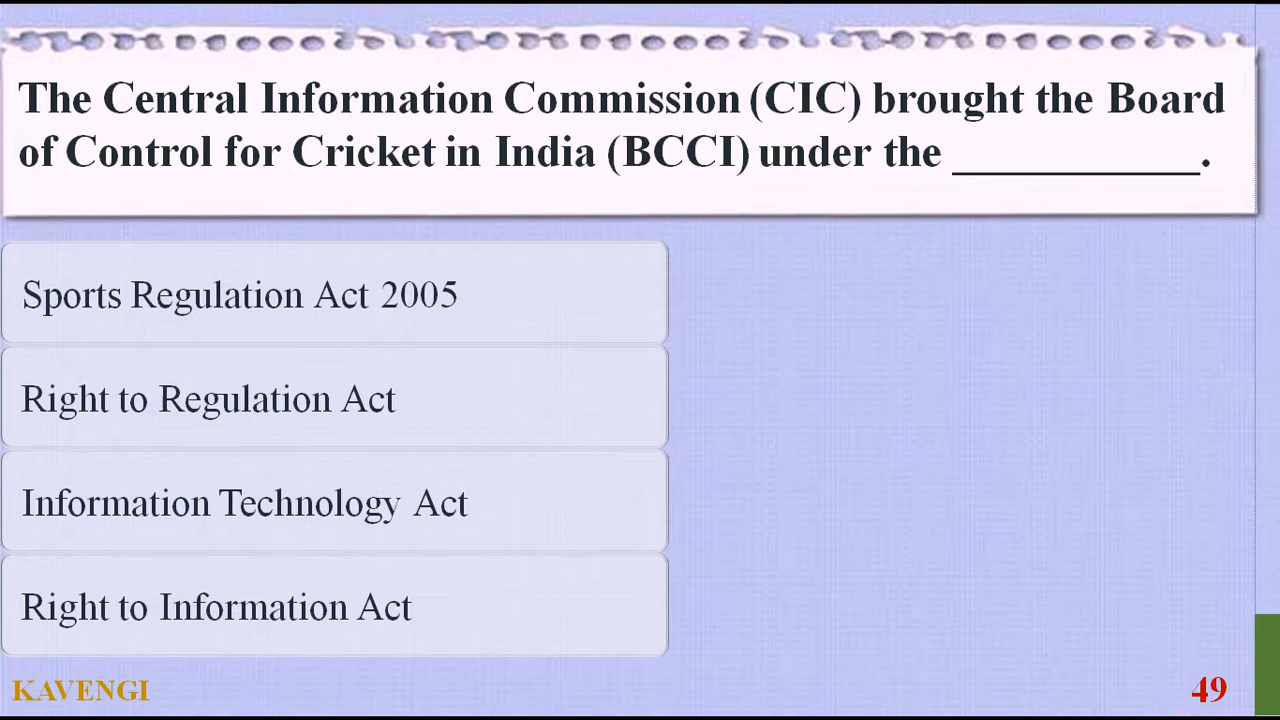 The Central Information Commission (CIC) brought the Board
of Control for Cricket in India (BCCI) under the ____________.
Sports Regulation Act 2005
Right to Regulation Act
Information Technology Act
Right to Information Act
KAVENGI
49